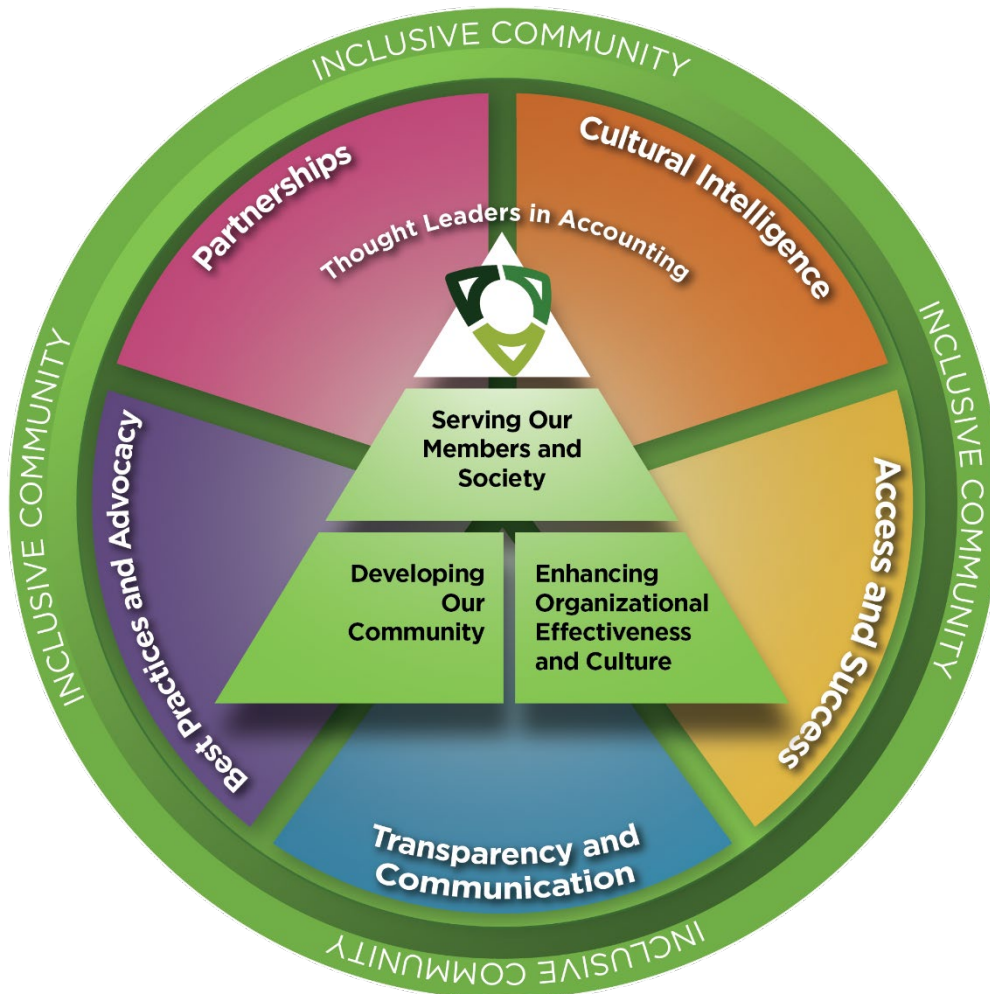 INCLUSIVE COMMUNITY
Partnerships
Cultural Intelligence
Thought Leaders in Accounting
Serving Our
Members and
Society
Developing
Our
Community
Enhancing
Organizational
Effectiveness
and Culture
INCLUSIVE COMMUNITY
Best Practices and Advocacy
Access and Success
INCLUSIVE COMMUNITY
Transparency and
Communication
INCLUSIVE COMMUNITY